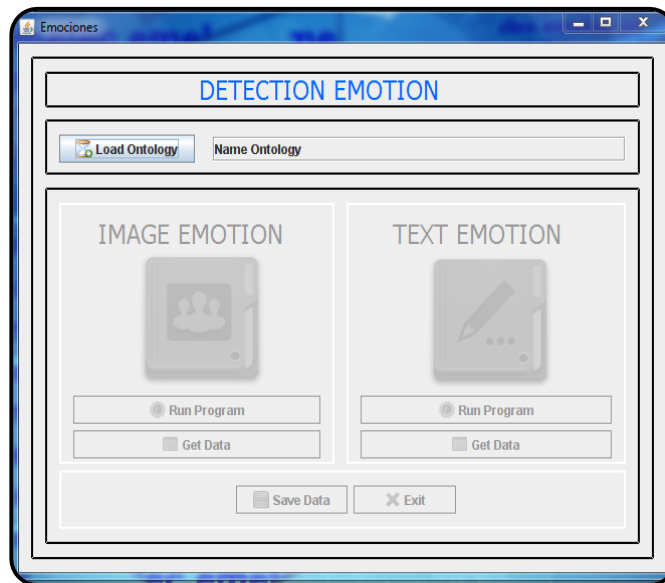 Emociones
DETECTION EMOTION
Load Ontology
Name Ontology
IMAGE EMOTION
TEXT EMOTION
Run Program
Run Program
Get Data
Get Data
Save Data
Exit